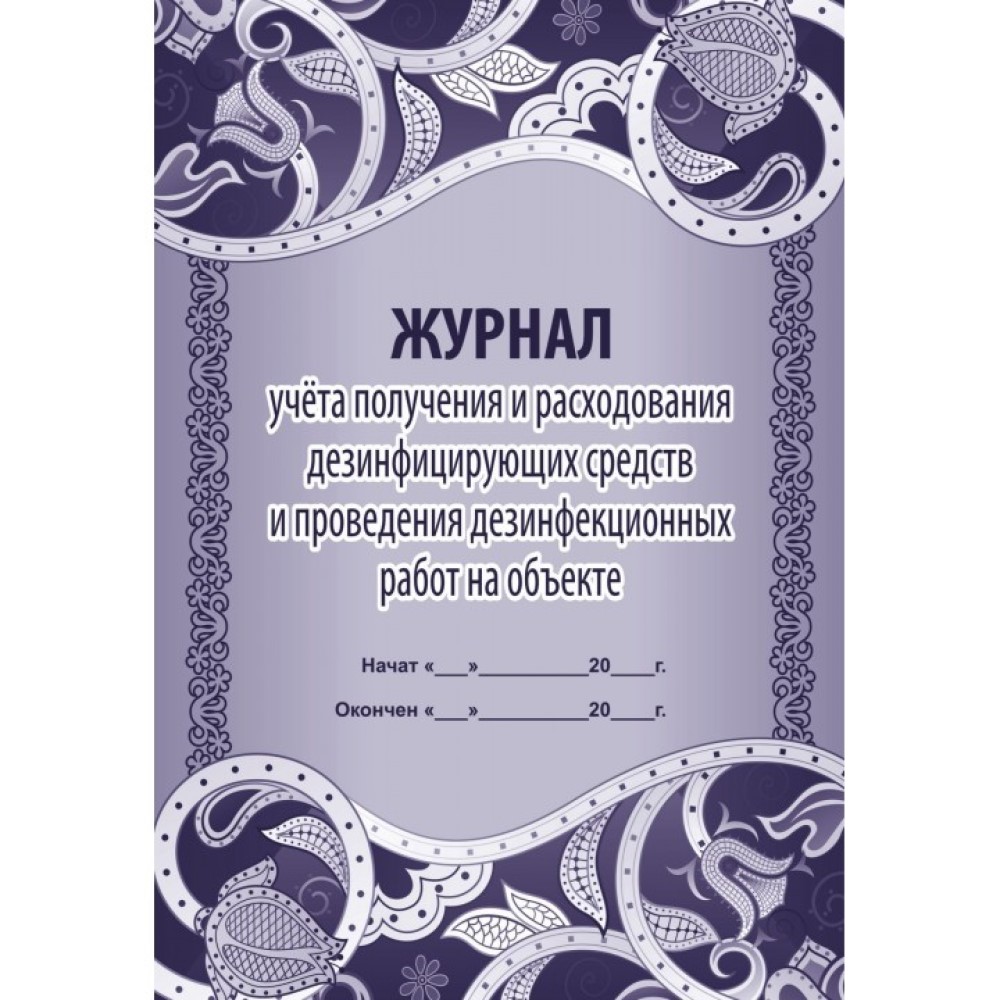 ЖУРНАЛ
учёта получения и расходования
дезинфицирующих средств
и проведения дезинфекционных
работ на объекте
Начат «___»__________20____г.
Окончен «___»__________20____г.